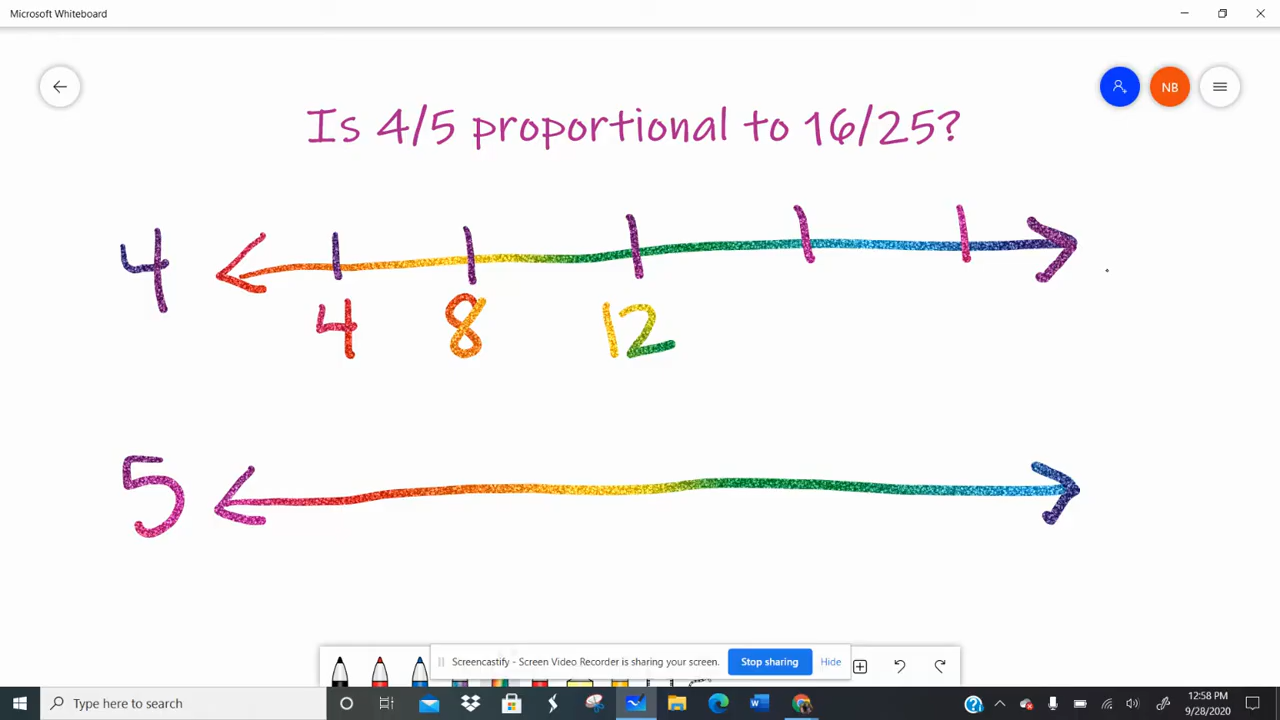 Microsoft Whiteboard
NB
Is 4/5 proportional to 16/25?
4
4 8 12
5
Screencastify - Screen Video Recorder is sharing your screen. Stop sharing Hide
Type here to search
12:58 PM
9/28/2020